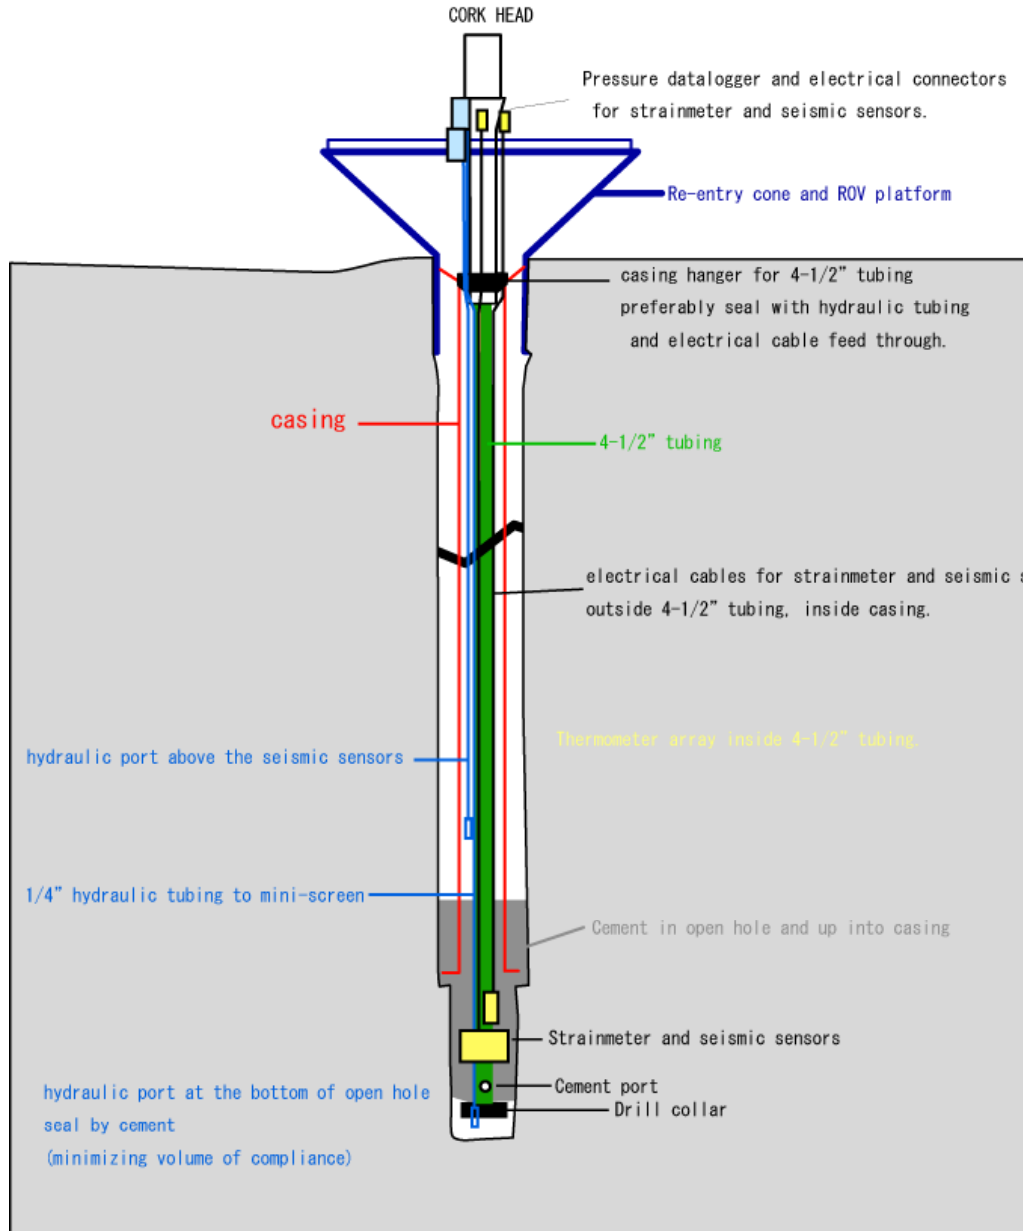 CORK HEAD
Pressure datalogger and electrical connectors
for strainmeter and seismic sensors.
Re-entry cone and ROV platform
casing hanger for 4-1/2” tubing
preferably seal with hydraulic tubing
and electrical cable feed through.
casing
4-1/2” tubing
electrical cables for strainmeter and seismic s
outside 4-1/2” tubing, inside casing.
Thermometer array inside 4-1/2” tubing.
hydraulic port above the seismic sensors
1/4” hydraulic tubing to mini-screen
Cement in open hole and up into casing
Strainmeter and seismic sensors
Cement port
Drill collar
hydraulic port at the bottom of open hole
seal by cement
(minimizing volume of compliance)